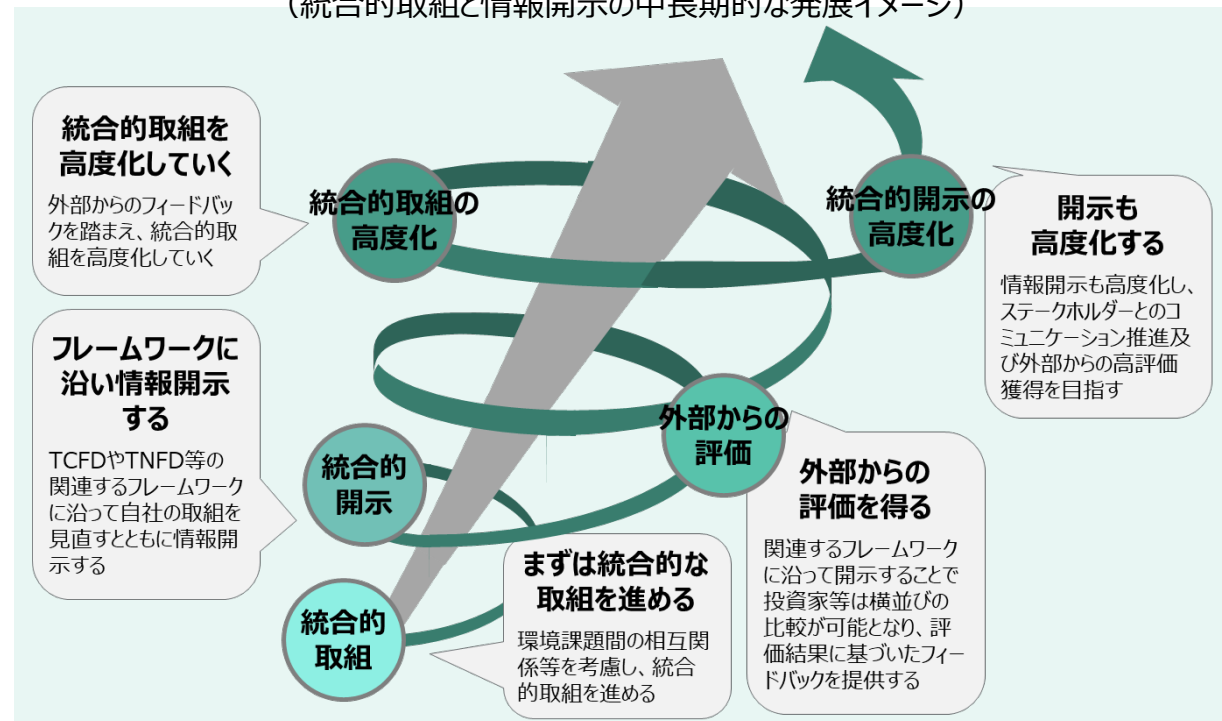 (統合的取組と情報開示の中長期的な発展イメージ)
統合的取組を
高度化していく
外部からのフィードバッ
クを踏まえ、統合的取
組を高度化していく
統合的取組の
高度化
統合的開示の
高度化
開示も
高度化する
情報開示も高度化し、
ステークホルダーとのコ
ミュニケーション推進及
び外部からの高評価
獲得を目指す
フレームワークに
沿い情報開示
する
TCFDやTNFD等の
関連するフレームワーク
に沿って自社の取組を
見直すとともに情報開
示する
統合的
開示
外部からの
評価
外部からの
評価を得る
関連するフレームワーク
に沿って開示することで
投資家等は横並びの
比較が可能となり、評
価結果に基づいたフィー
ドバックを提供する
まずは統合的な
取組を進める
環境課題間の相互関
係等を考慮し、統合
的取組を進める
統合的
取組